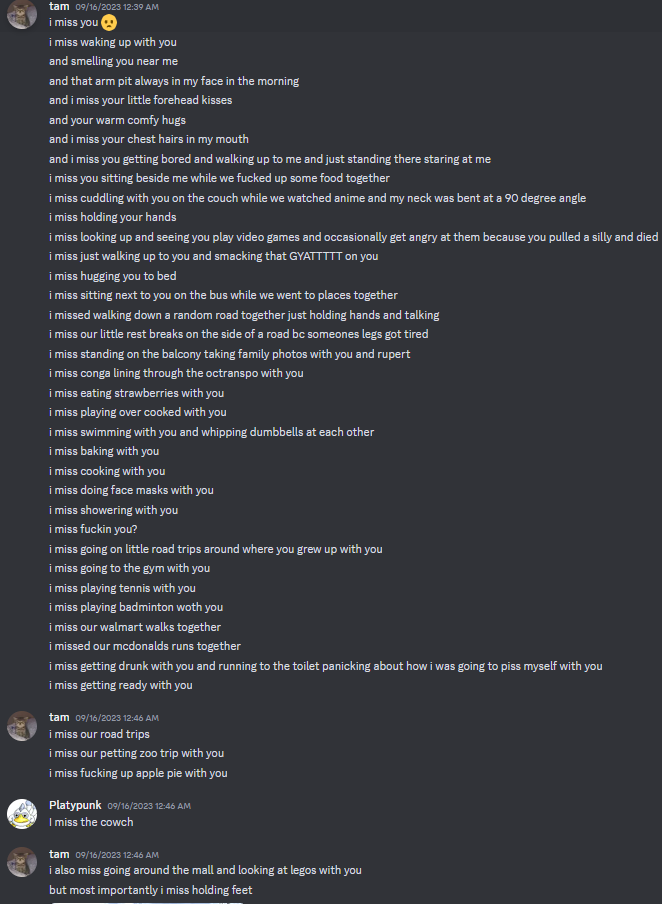 tam 09/16/2023 12:39 AM
i miss you 😦
i miss waking up with you
and smelling you near me
and that arm pit always in my face in the morning
and i miss your little forehead kisses
and your warm comfy hugs
and i miss your chest hairs in my mouth
and i miss you getting bored and walking up to me and just standing there staring at me
i miss you sitting beside me while we fucked up some food together
i miss cuddling with you on the couch while we watched anime and my neck was bent at a 90 degree angle
i miss holding your hands
i miss looking up and seeing you play video games and occasionally get angry at them because you pulled a silly and died
i miss just walking up to you and smacking that GYATTTTT on you
i miss hugging you to bed
i miss sitting next to you on the bus while we went to places together
i missed walking down a random road together just holding hands and talking
i miss our little rest breaks on the side of a road bc someones legs got tired
i miss standing on the balcony taking family photos with you and rupert
i miss conga lining through the octranspo with you
i miss eating strawberries with you
i miss playing over cooked with you
i miss swimming with you and whipping dumbbells at each other
i miss baking with you
i miss cooking with you
i miss doing face masks with you
i miss showering with you
i miss fuckin you?
i miss going on little road trips around where you grew up with you
i miss going to the gym with you
i miss playing tennis with you
i miss playing badminton woth you
i miss our walmart walks together
i missed our mcdonalds runs together
i miss getting drunk with you and running to the toilet panicking about how i was going to piss myself with you
i miss getting ready with you
tam 09/16/2023 12:46 AM
i miss our road trips
i miss our petting zoo trip with you
i miss fucking up apple pie with you
Platypunk 09/16/2023 12:46 AM
I miss the cowch
tam 09/16/2023 12:46 AM
i also miss going around the mall and looking at legos with you
but most importantly i miss holding feet